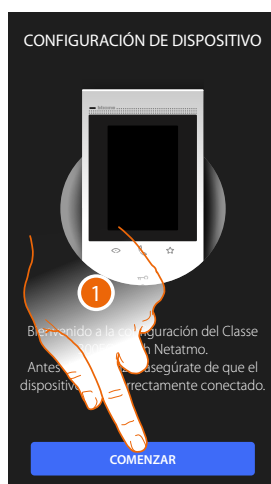 CONFIGURACIÓN DE DISPOSITIVO
1
Bienvenido a la configuración del Classe
Netatmo.
Antes asegúrate de que el
dispositivo correctamente conectado.
COMENZAR